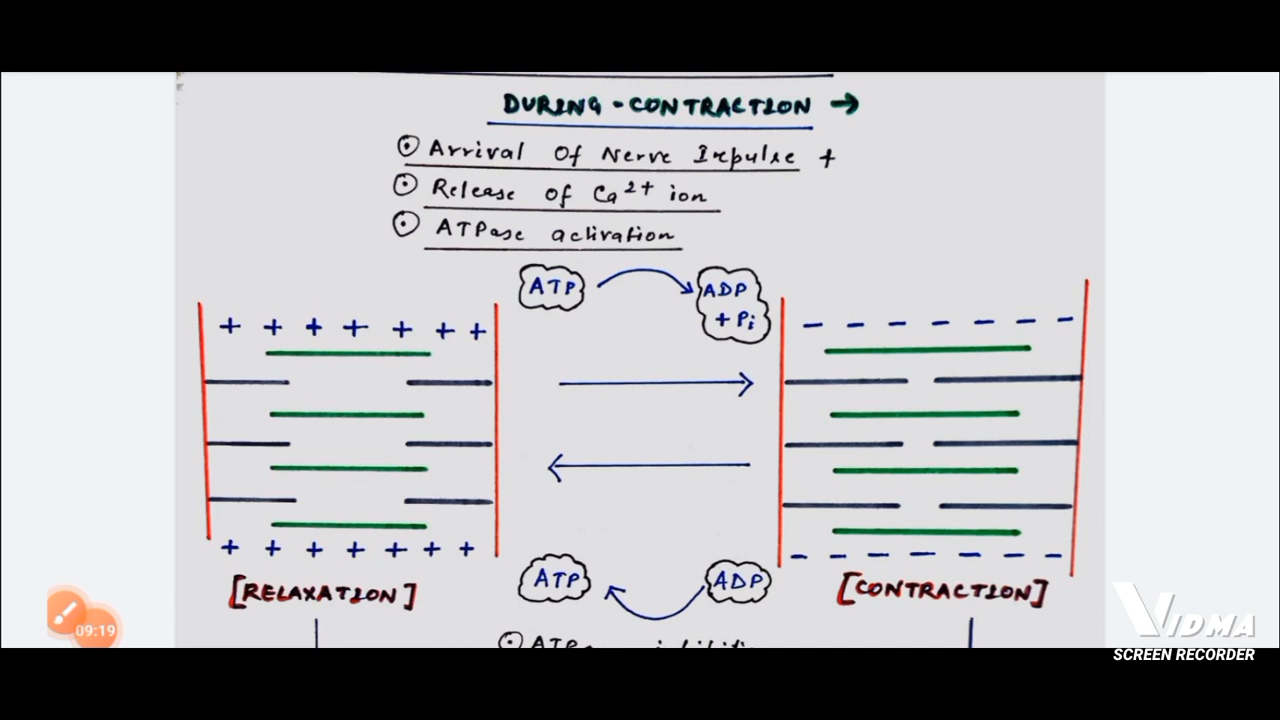 DURING - CONTRACTION →
⊙ Arrival Of Nerve Impulse +
⊙ Release of Ca²⁺ ion
⊙ ATPase activation
ATP
ADP
+ Pi
+ + + + + + +
- - - - - - -
+ + + + + + +
- - - - - - -
ATP
ADP
[RELAXATION]
[CONTRACTION]
09:19
VIDMA
SCREEN RECORDER